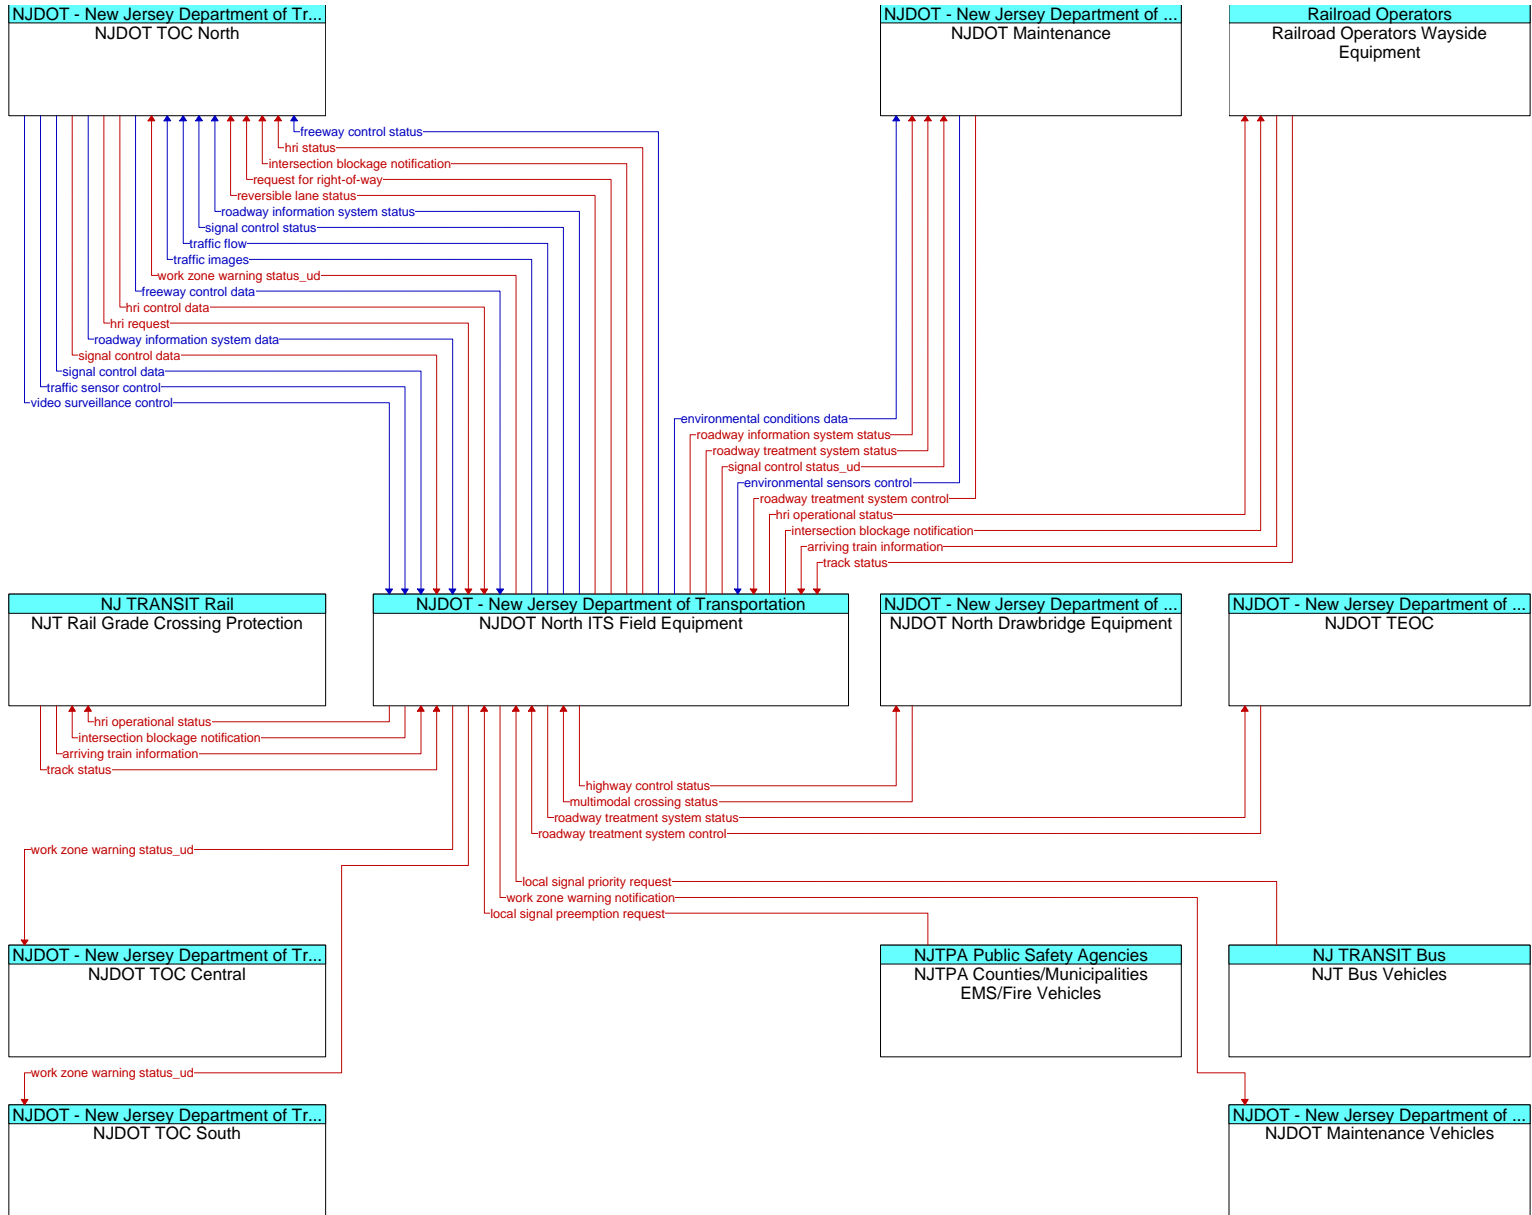 NJDOT - New Jersey Department of Tr...
NJDOT TOC North
NJDOT - New Jersey Department of ...
NJDOT Maintenance
Railroad Operators
Railroad Operators Wayside
Equipment
freeway control status
hri status
intersection blockage notification
request for right-of-way
reversible lane status
roadway information system status
signal control status
traffic flow
traffic images
work zone warning status_ud
freeway control data
hri control data
hri request
roadway information system data
signal control data
signal control data
traffic sensor control
video surveillance control
environmental conditions data
roadway information system status
roadway treatment system status
signal control status_ud
environmental sensors control
roadway treatment system control
hri operational status
intersection blockage notification
arriving train information
track status
NJ TRANSIT Rail
NJT Rail Grade Crossing Protection
NJDOT - New Jersey Department of Transportation
NJDOT North ITS Field Equipment
NJDOT - New Jersey Department of ...
NJDOT North Drawbridge Equipment
NJDOT - New Jersey Department of ...
NJDOT TEOC
hri operational status
intersection blockage notification
arriving train information
track status
highway control status
multimodal crossing status
roadway treatment system status
roadway treatment system control
work zone warning status_ud
local signal priority request
work zone warning notification
local signal preemption request
NJDOT - New Jersey Department of Tr...
NJDOT TOC Central
NJTPA Public Safety Agencies
NJTPA Counties/Municipalities
EMS/Fire Vehicles
NJ TRANSIT Bus
NJT Bus Vehicles
work zone warning status_ud
NJDOT - New Jersey Department of Tr...
NJDOT TOC South
NJDOT - New Jersey Department of ...
NJDOT Maintenance Vehicles